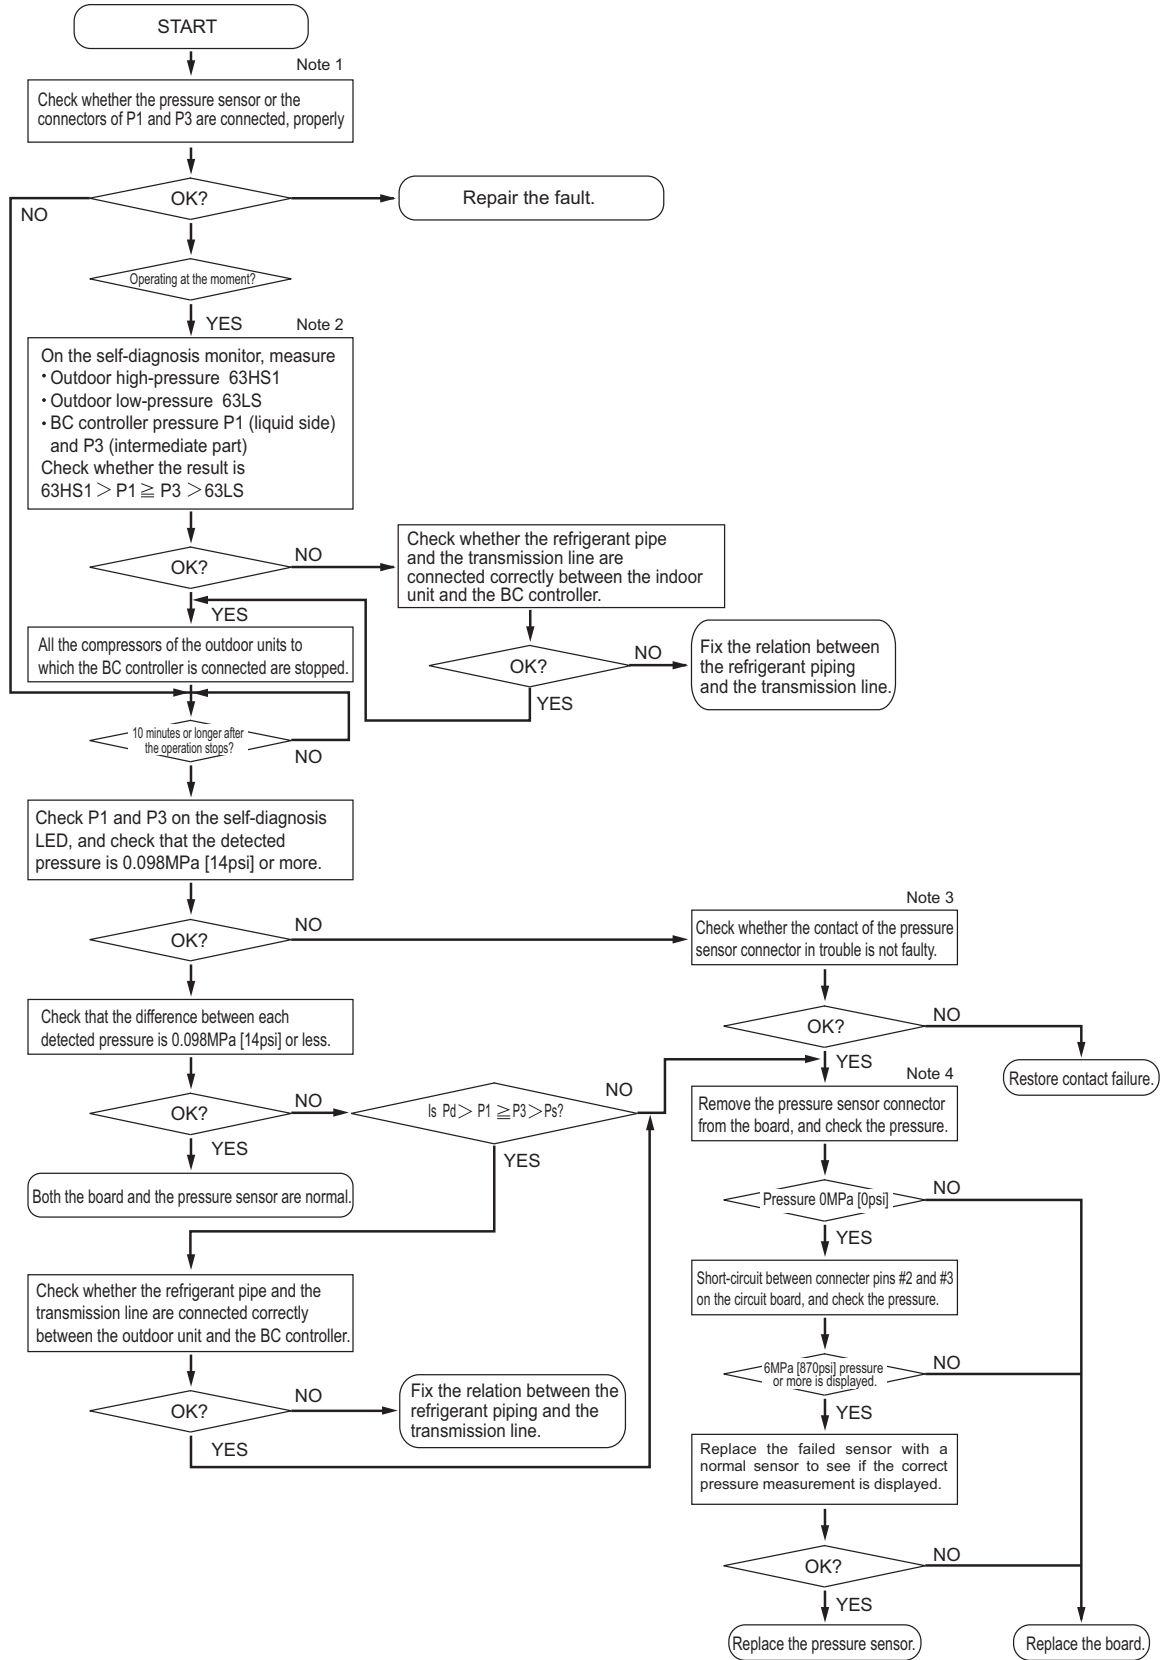 START
Note 1
Check whether the pressure sensor or the
connectors of P1 and P3 are connected, properly
OK?
Repair the fault.
NO
Operating at the moment?
YES
Note 2
On the self-diagnosis monitor, measure
・Outdoor high-pressure 63HS1
・Outdoor low-pressure 63LS
・BC controller pressure P1 (liquid side)
and P3 (intermediate part)
Check whether the result is
63HS1＞P1≧P3＞63LS
OK?
NO
Check whether the refrigerant pipe
and the transmission line are
connected correctly between the indoor
unit and the BC controller.
YES
All the compressors of the outdoor units to
which the BC controller is connected are stopped.
OK?
NO
Fix the relation between
the refrigerant piping
and the transmission line.
YES
10 minutes or longer after
the operation stops?
NO
Check P1 and P3 on the self-diagnosis
LED, and check that the detected
pressure is 0.098MPa [14psi] or more.
OK?
NO
Note 3
Check whether the contact of the pressure
sensor connector in trouble is not faulty.
Check that the difference between each
detected pressure is 0.098MPa [14psi] or less.
OK?
NO
YES
Restore contact failure.
OK?
NO
Is Pd＞P1≧P3＞Ps?
NO
YES
YES
Both the board and the pressure sensor are normal.
Note 4
Remove the pressure sensor connector
from the board, and check the pressure.
Pressure 0MPa [0psi]
NO
YES
Check whether the refrigerant pipe and the
transmission line are connected correctly
between the outdoor unit and the BC controller.
Short-circuit between connecter pins #2 and #3
on the circuit board, and check the pressure.
6MPa [870psi] pressure
or more is displayed.
NO
YES
OK?
NO
Fix the relation between the
refrigerant piping and the
transmission line.
YES
Replace the failed sensor with a
normal sensor to see if the correct
pressure measurement is displayed.
OK?
NO
YES
Replace the pressure sensor.
Replace the board.